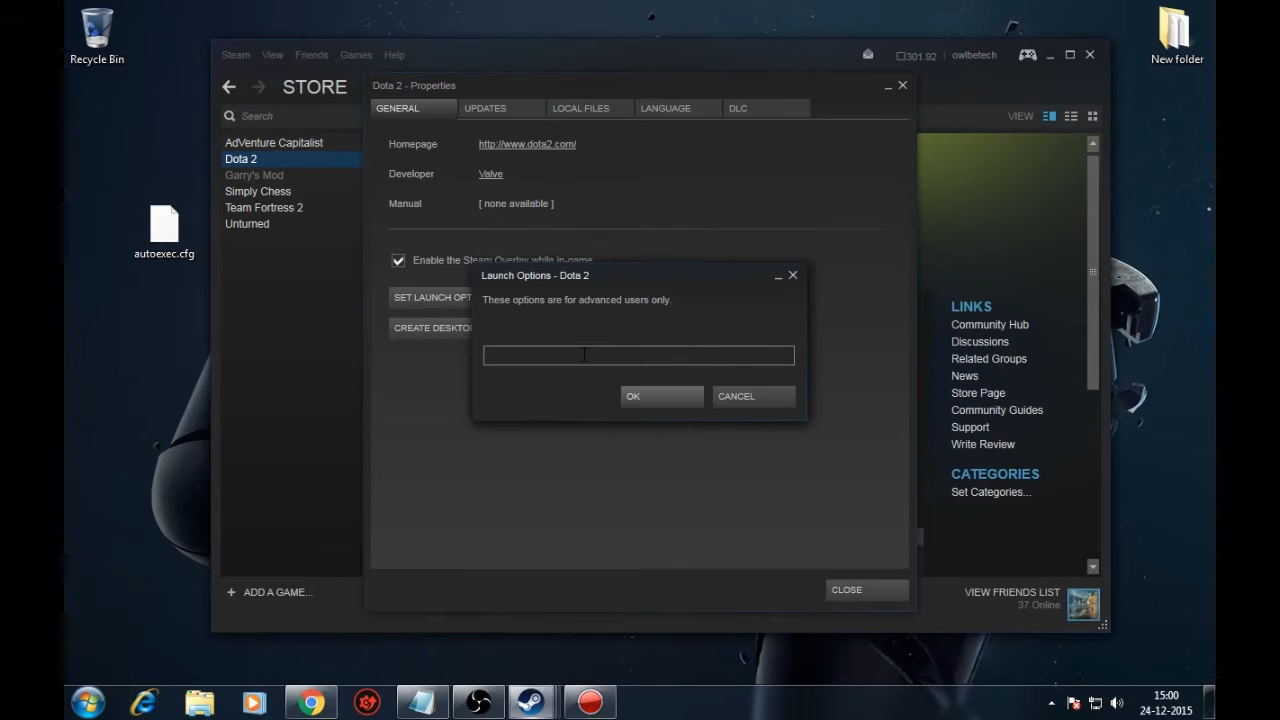 Recycle Bin
New folder
autoexec.cfg
Steam View Friends Games Help
301.92 owlbetech
STORE
Search
VIEW
AdVenture Capitalist
Dota 2
Garry's Mod
Simply Chess
Team Fortress 2
Unturned
Dota 2 - Properties
GENERAL UPDATES LOCAL FILES LANGUAGE DLC
Homepage http://www.dota2.com/
Developer Valve
Manual [ none available ]
Enable the Steam Overlay while in-game
SET LAUNCH OPT
CREATE DESKTO
Launch Options - Dota 2
These options are for advanced users only.
OK CANCEL
CLOSE
LINKS
Community Hub
Discussions
Related Groups
News
Store Page
Community Guides
Support
Write Review
CATEGORIES
Set Categories...
+ ADD A GAME...
VIEW FRIENDS LIST
37 Online
15:00
24-12-2015